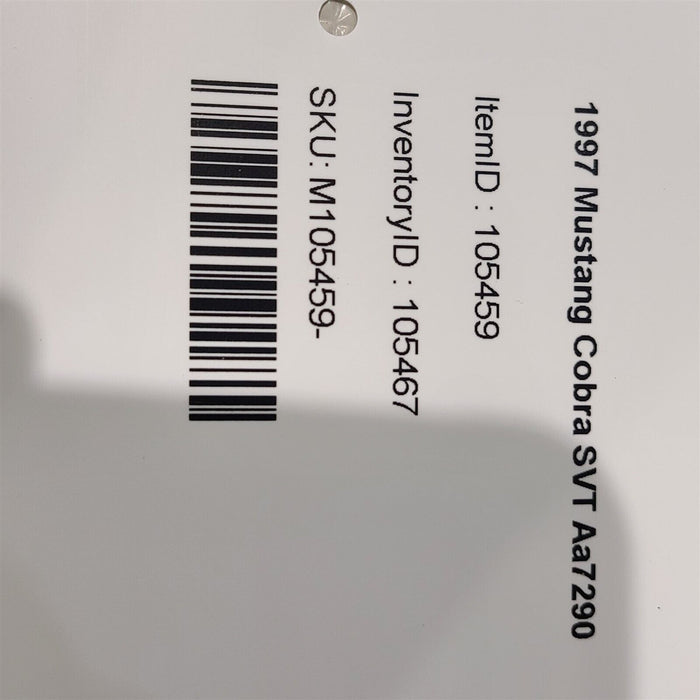 1997 Mustang Cobra SVT Aa7290
ItemID : 105459
InventoryID : 105467
SKU: M105459-